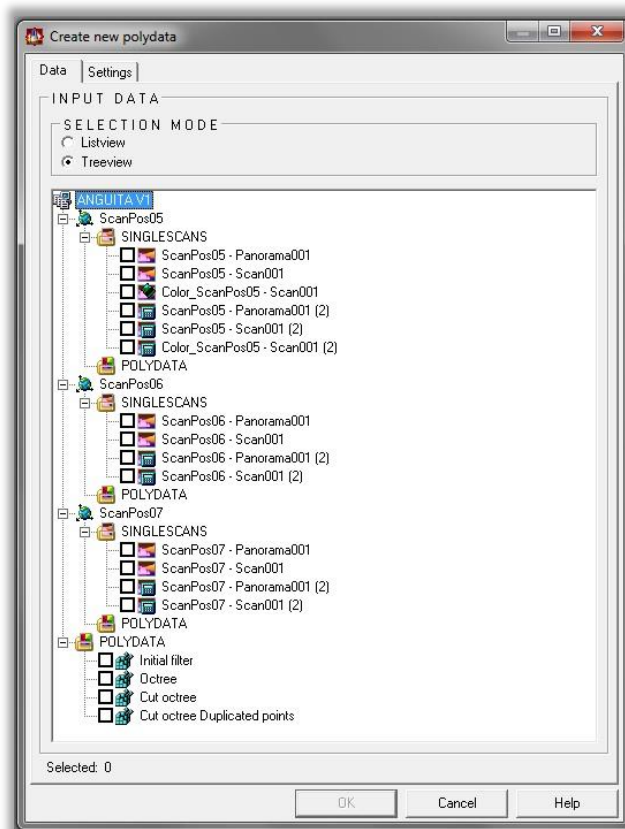 Create new polydata
Data Settings
INPUT DATA
SELECTION MODE
Listview
Treeview
ANGUITA V1
ScanPos05
SINGLESCANS
ScanPos05 - Panorama001
ScanPos05 - Scan001
Color_ScanPos05 - Scan001
ScanPos05 - Panorama001 (2)
ScanPos05 - Scan001 (2)
Color_ScanPos05 - Scan001 (2)
POLYDATA
ScanPos06
SINGLESCANS
ScanPos06 - Panorama001
ScanPos06 - Scan001
ScanPos06 - Panorama001 (2)
ScanPos06 - Scan001 (2)
POLYDATA
ScanPos07
SINGLESCANS
ScanPos07 - Panorama001
ScanPos07 - Scan001
ScanPos07 - Panorama001 (2)
ScanPos07 - Scan001 (2)
POLYDATA
POLYDATA
Initial filter
Octree
Cut octree
Cut octree Duplicated points
Selected: 0
OK Cancel Help